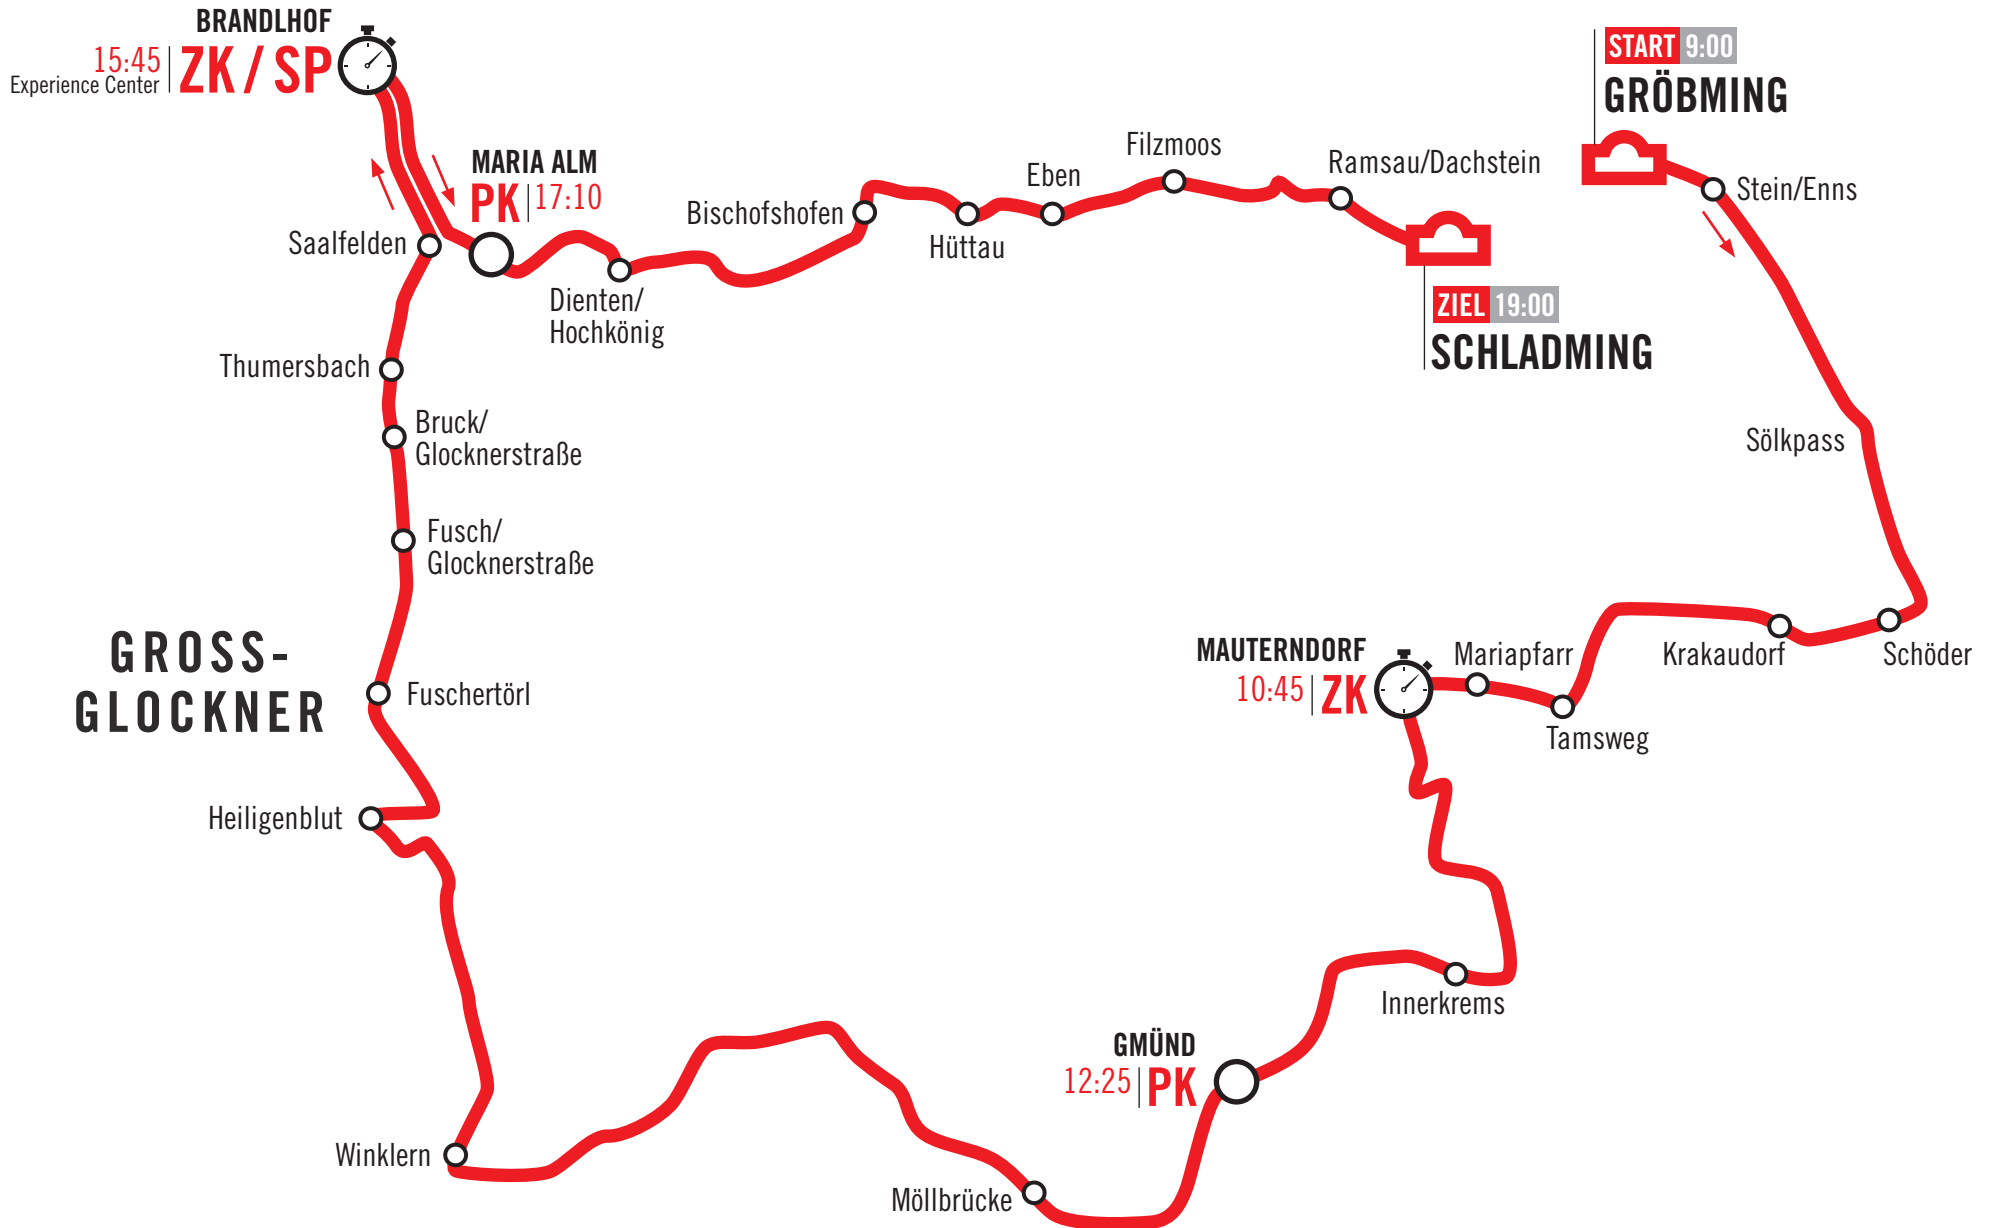 BRANDLHOF
15:45
Experience Center
ZK / SP
START 9:00
GRÖBMING
MARIA ALM
PK 17:10
Filzmoos
Eben
Ramsau/Dachstein
Stein/Enns
Bischofshofen
Hüttau
Saalfelden
Dienten/
Hochkönig
ZIEL 19:00
SCHLADMING
Thumersbach
Bruck/
Glocknerstraße
Sölkpass
Fusch/
Glocknerstraße
GROSS-
GLOCKNER
Fuschertörl
MAUTERNDORF
10:45 ZK
Mariapfarr
Tamsweg
Krakaudorf
Schöder
Heiligenblut
Innerkrems
GMÜND
12:25 PK
Winklern
Möllbrücke